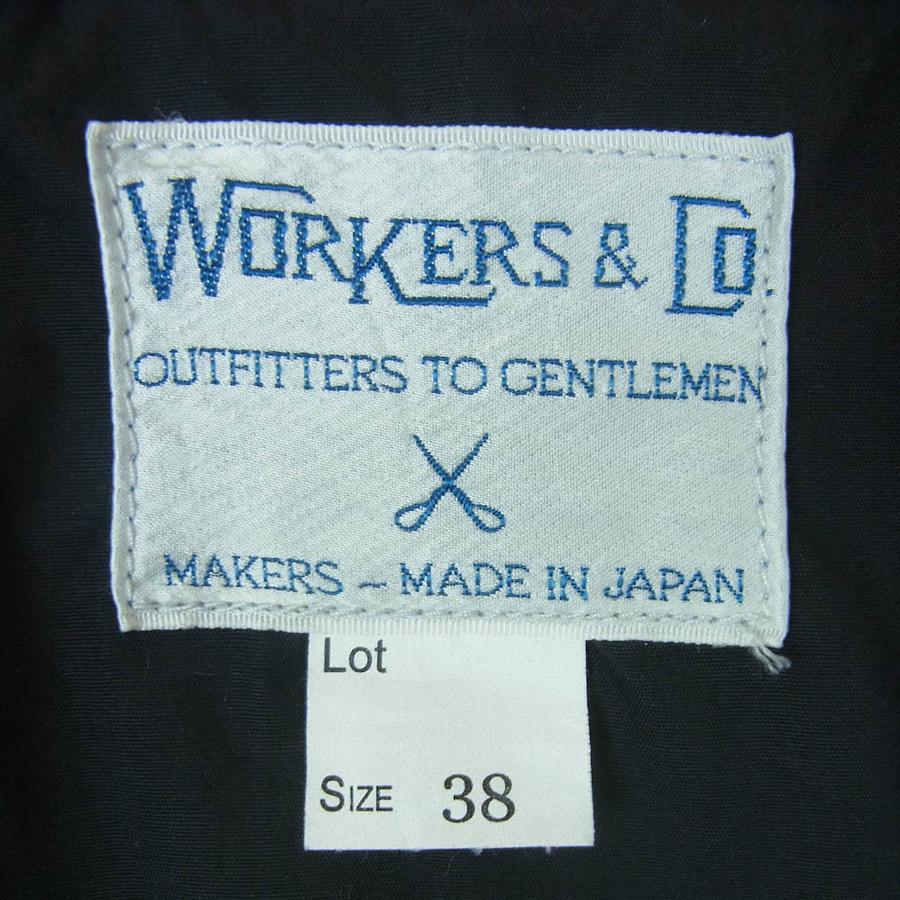 WORKERS & CO.
OUTFITTERS TO GENTLEMEN
MAKERS ~ MADE IN JAPAN
Lot
SIZE 38